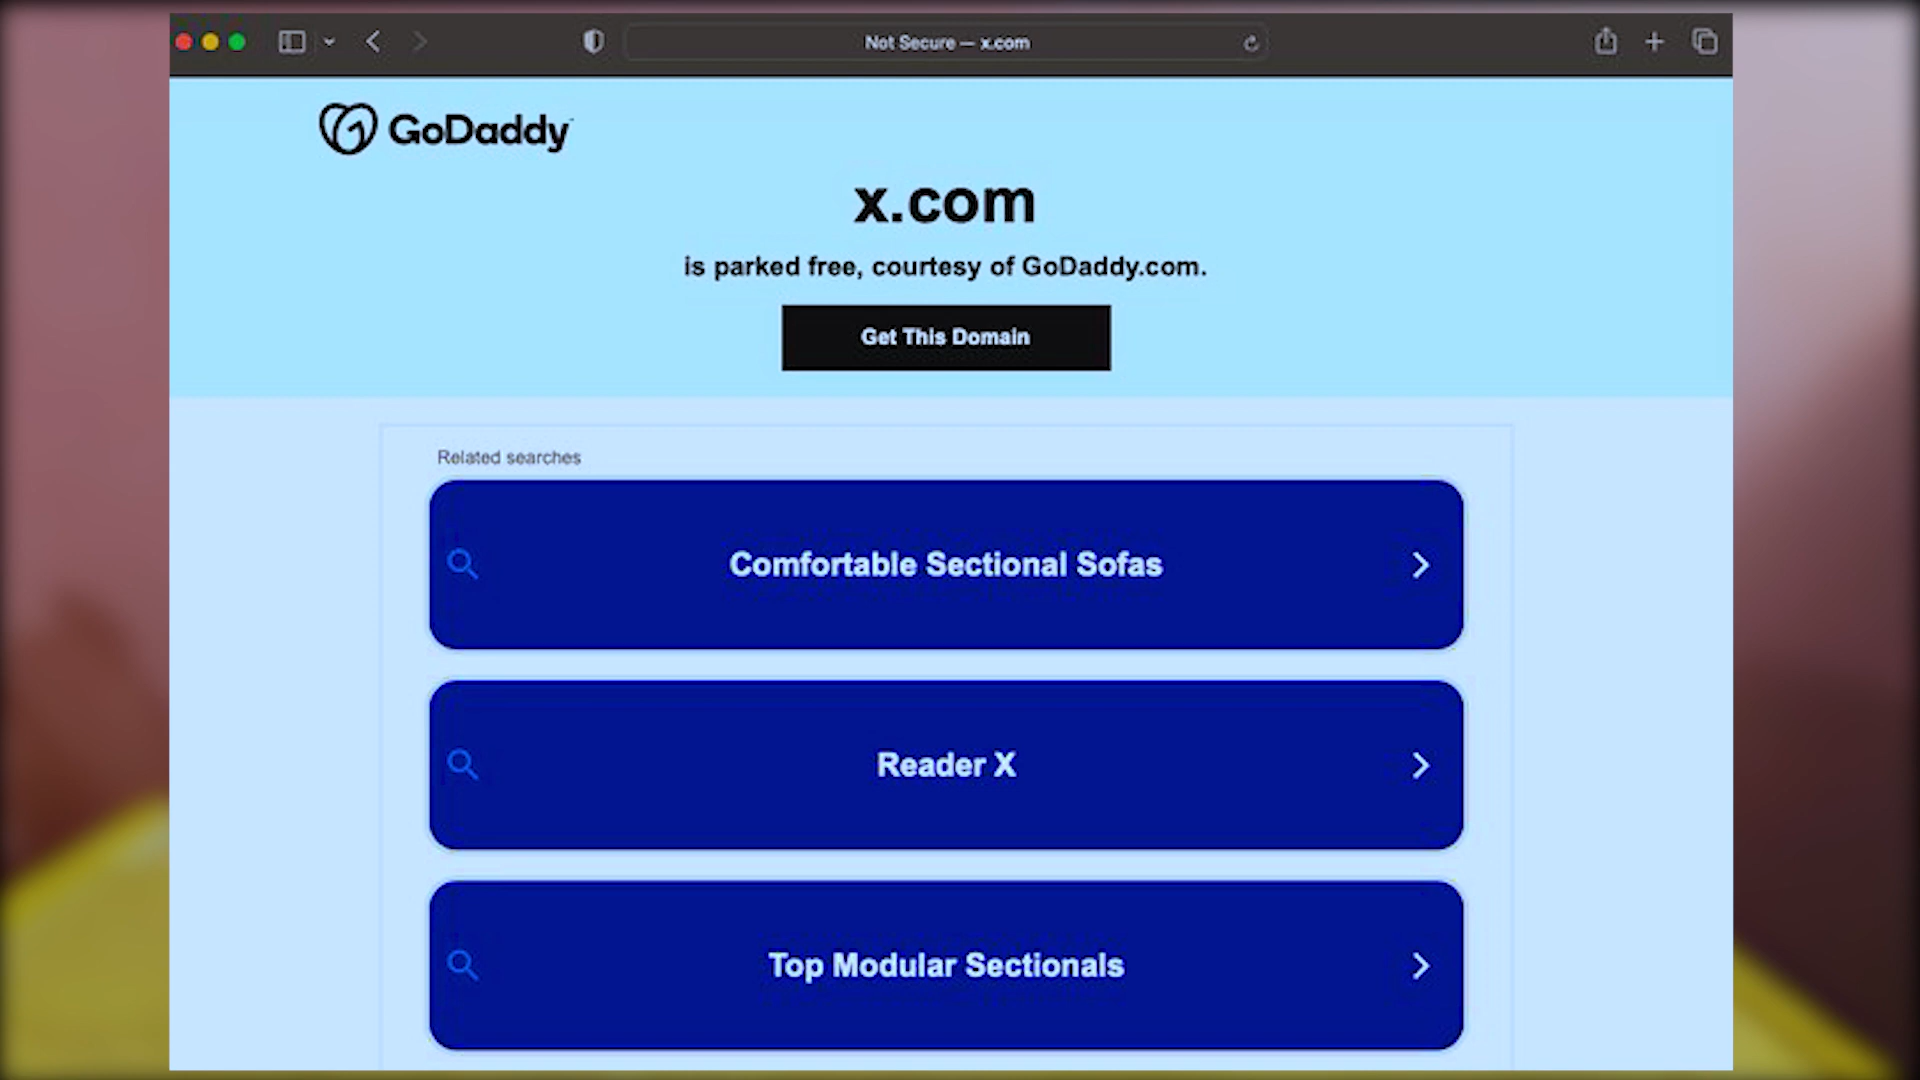 Not Secure — x.com
GoDaddy
x.com
is parked free, courtesy of GoDaddy.com.
Get This Domain
Related searches
Comfortable Sectional Sofas
Reader X
Top Modular Sectionals